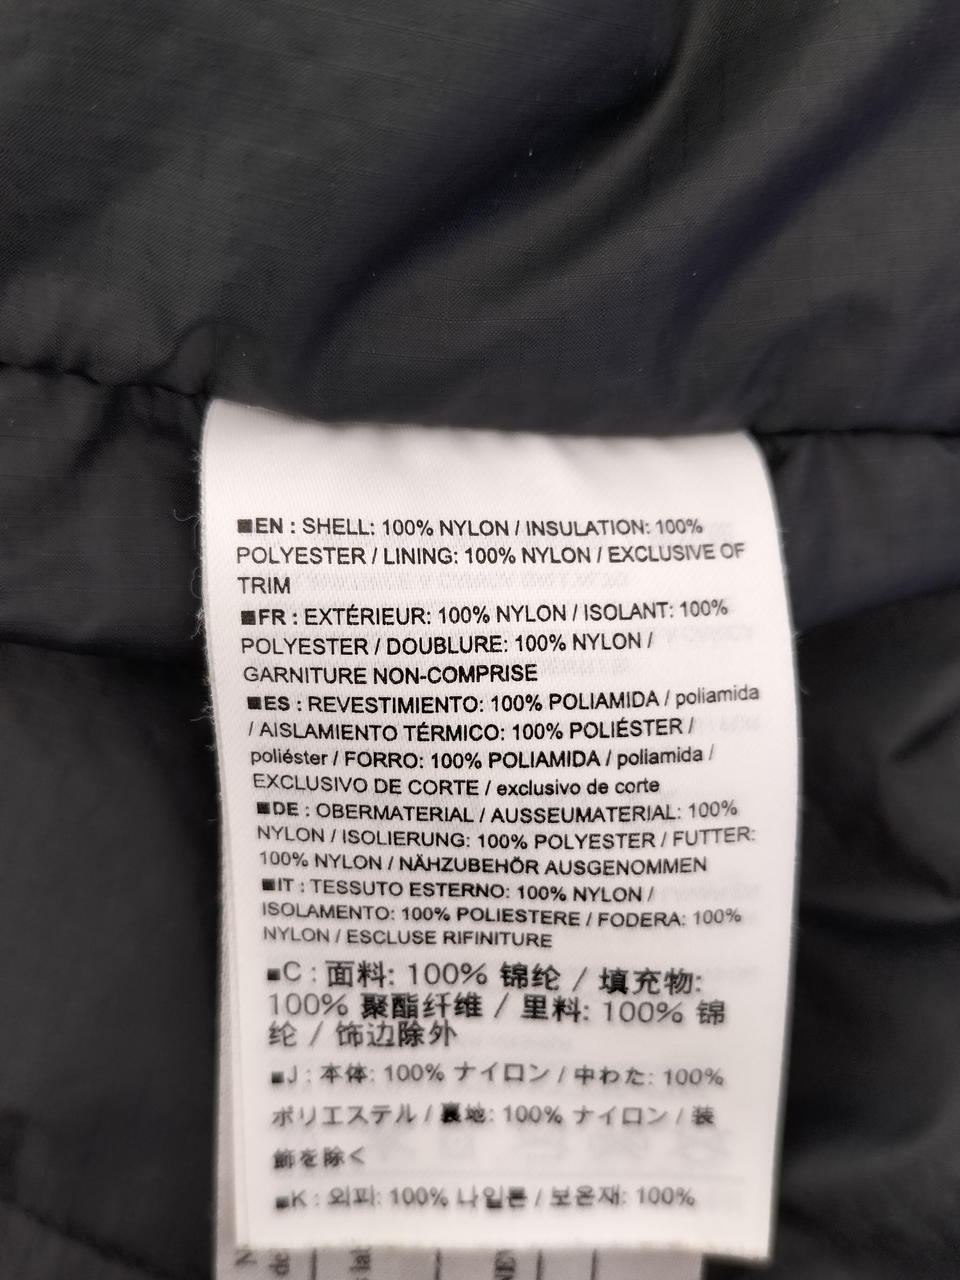 ■EN : SHELL: 100% NYLON / INSULATION: 100%
POLYESTER / LINING: 100% NYLON / EXCLUSIVE OF
TRIM
■FR : EXTÉRIEUR: 100% NYLON / ISOLANT: 100%
POLYESTER / DOUBLURE: 100% NYLON /
GARNITURE NON-COMPRISE
■ES : REVESTIMIENTO: 100% POLIAMIDA / poliamida
/ AISLAMIENTO TÉRMICO: 100% POLIÉSTER /
poliéster / FORRO: 100% POLIAMIDA / poliamida /
EXCLUSIVO DE CORTE / exclusivo de corte
■DE : OBERMATERIAL / AUSSEUMATERIAL: 100%
NYLON / ISOLIERUNG: 100% POLYESTER / FUTTER:
100% NYLON / NÄHZUBEHÖR AUSGENOMMEN
■IT : TESSUTO ESTERNO: 100% NYLON /
ISOLAMENTO: 100% POLIESTERE / FODERA: 100%
NYLON / ESCLUSE RIFINITURE
■C : 面料: 100% 锦纶 / 填充物:
100% 聚酯纤维 / 里料: 100% 锦
纶 / 饰边除外
■J : 本体: 100% ナイロン / 中わた: 100%
ポリエステル / 裏地: 100% ナイロン / 装
飾を除く
■K : 외피: 100% 나일론 / 보온재: 100%